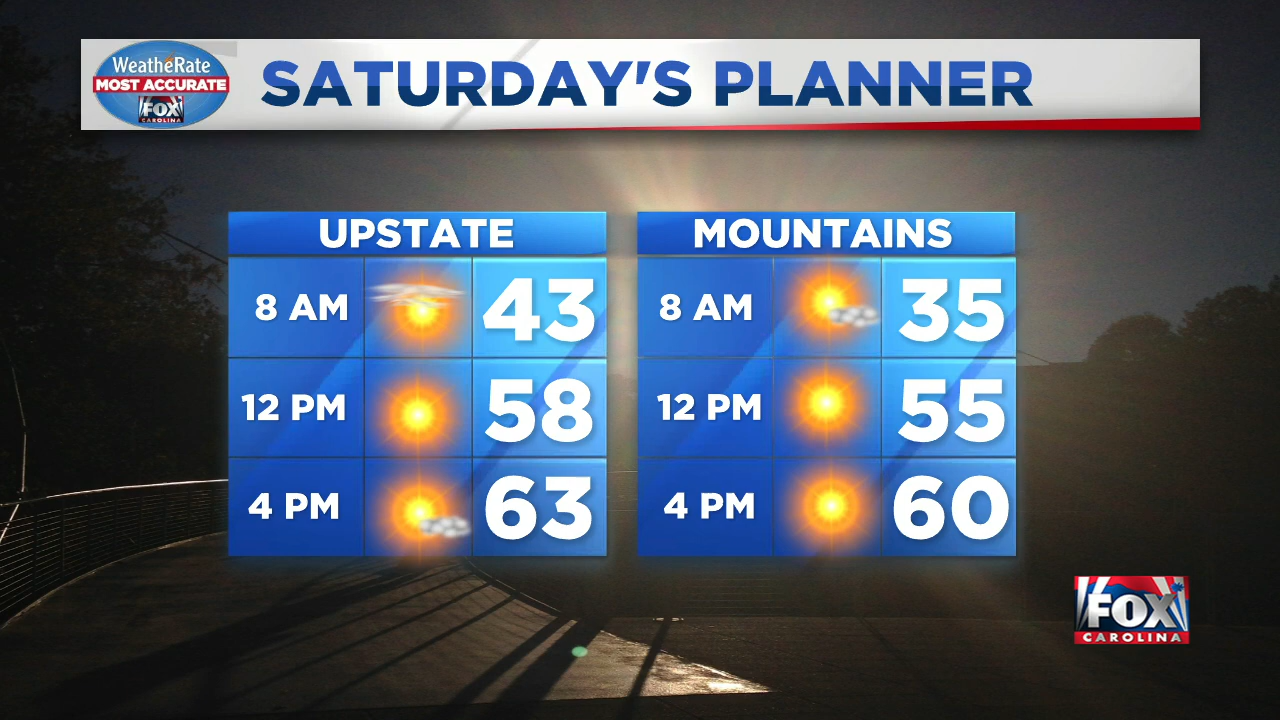 WeatheRate
MOST ACCURATE
FOX
CAROLINA
SATURDAY'S PLANNER
UPSTATE
8 AM 43
12 PM 58
4 PM 63
MOUNTAINS
8 AM 35
12 PM 55
4 PM 60
FOX
CAROLINA